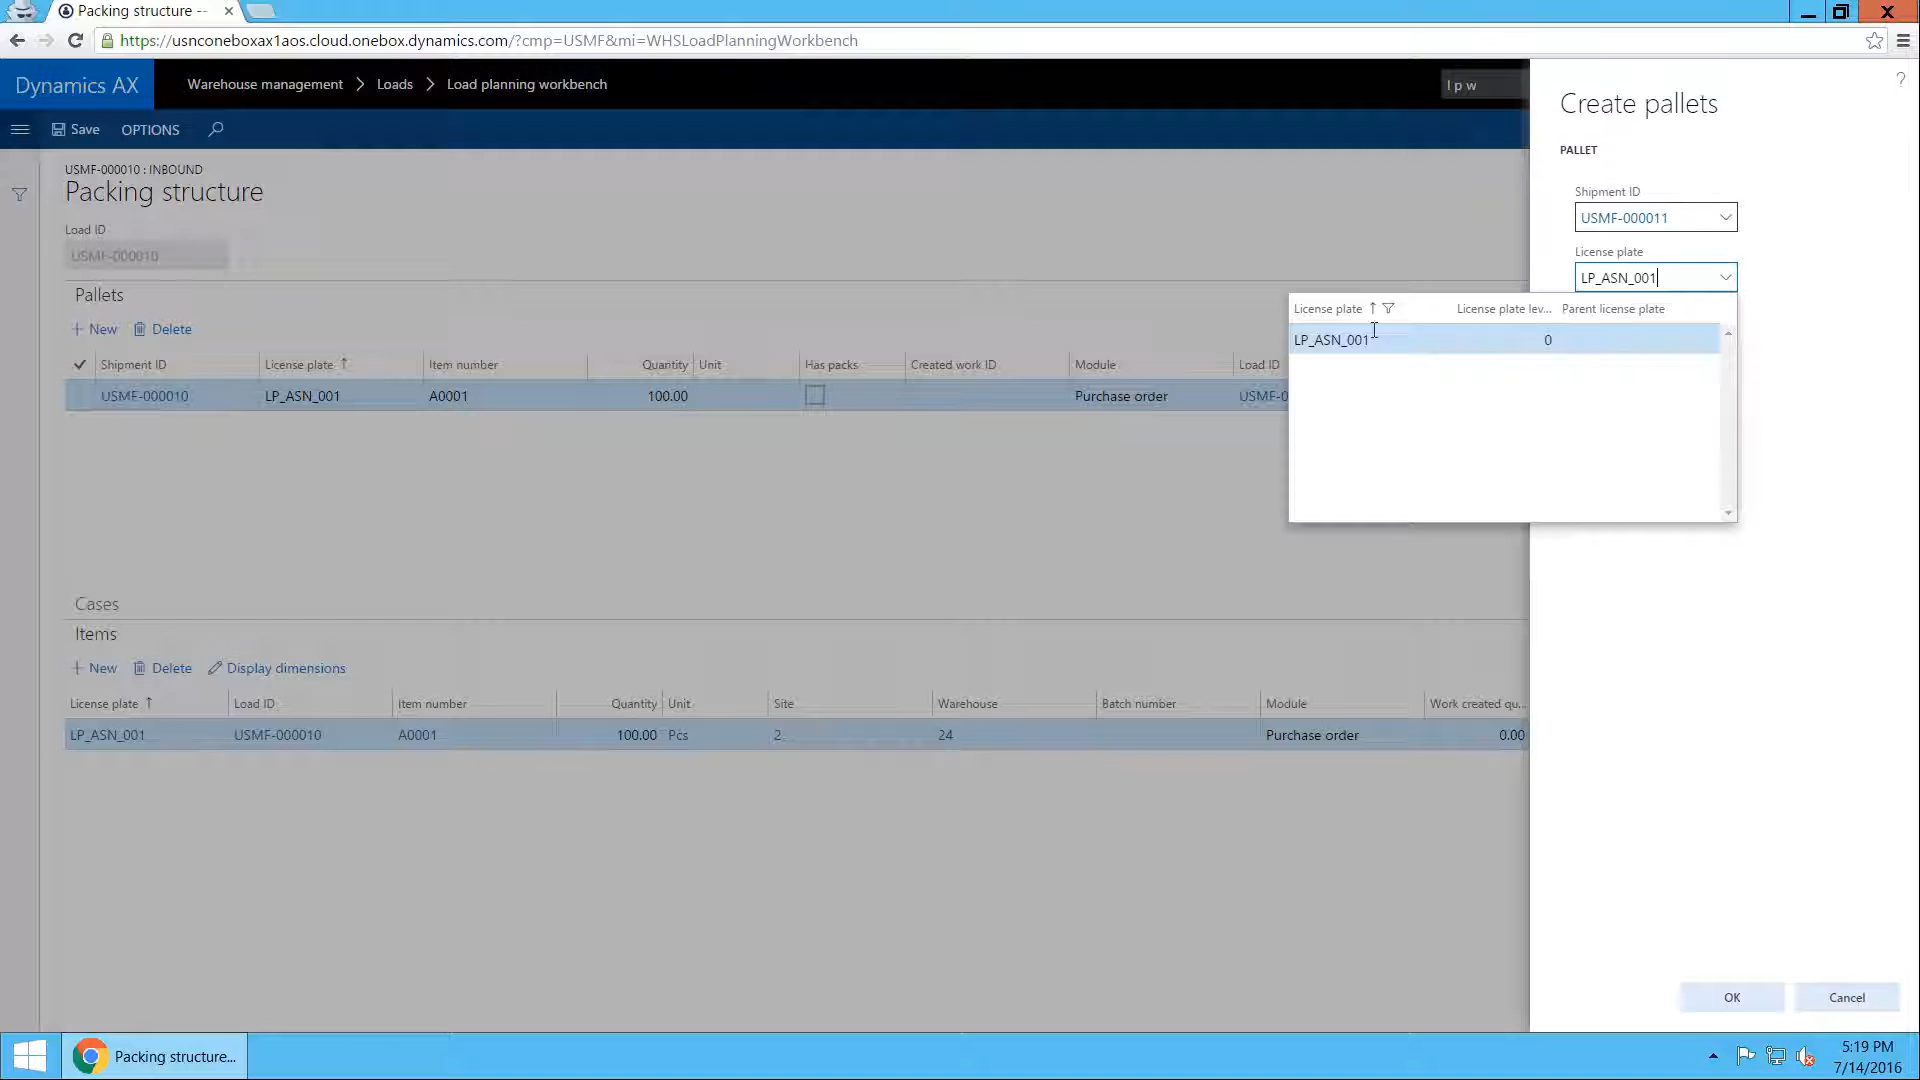 Packing structure --
https://usnconeboxax1aos.cloud.onebox.dynamics.com/?cmp=USMF&mi=WHSLoadPlanningWorkbench
Dynamics AX
Warehouse management > Loads > Load planning workbench
l p w
Save OPTIONS
USMF-000010 : INBOUND
Packing structure
Load ID
USMF-000010
Pallets
New Delete
Shipment ID License plate Item number Quantity Unit Has packs Created work ID Module Load ID
USMF-000010 LP_ASN_001 A0001 100.00 Purchase order USMF-0
Cases
Items
New Delete Display dimensions
License plate Load ID Item number Quantity Unit Site Warehouse Batch number Module Work created qu...
LP_ASN_001 USMF-000010 A0001 100.00 Pcs 2 24 Purchase order 0.00
?
Create pallets
PALLET
Shipment ID
USMF-000011
License plate
LP_ASN_001
License plate License plate lev... Parent license plate
LP_ASN_001 0
OK Cancel
Packing structure...
5:19 PM
7/14/2016